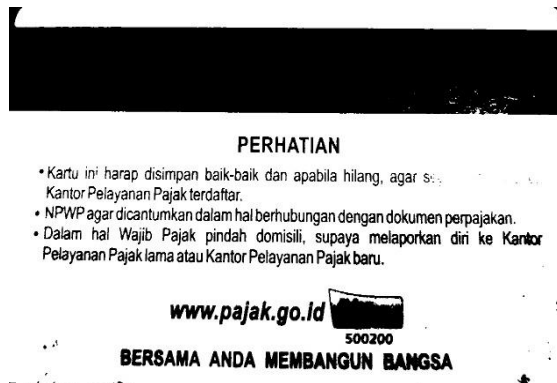 PERHATIAN
• Kartu ini harap disimpan baik-baik dan apabila hilang, agar
Kantor Pelayanan Pajak terdaftar.
• NPWP agar dicantumkan dalam hal berhubungan dengan dokumen perpajakan.
• Dalam hal Wajib Pajak pindah domisili, supaya melaporkan diri ke Kantor
Pelayanan Pajak lama atau Kantor Pelayanan Pajak baru.
www.pajak.go.id
500200
BERSAMA ANDA MEMBANGUN BANGSA